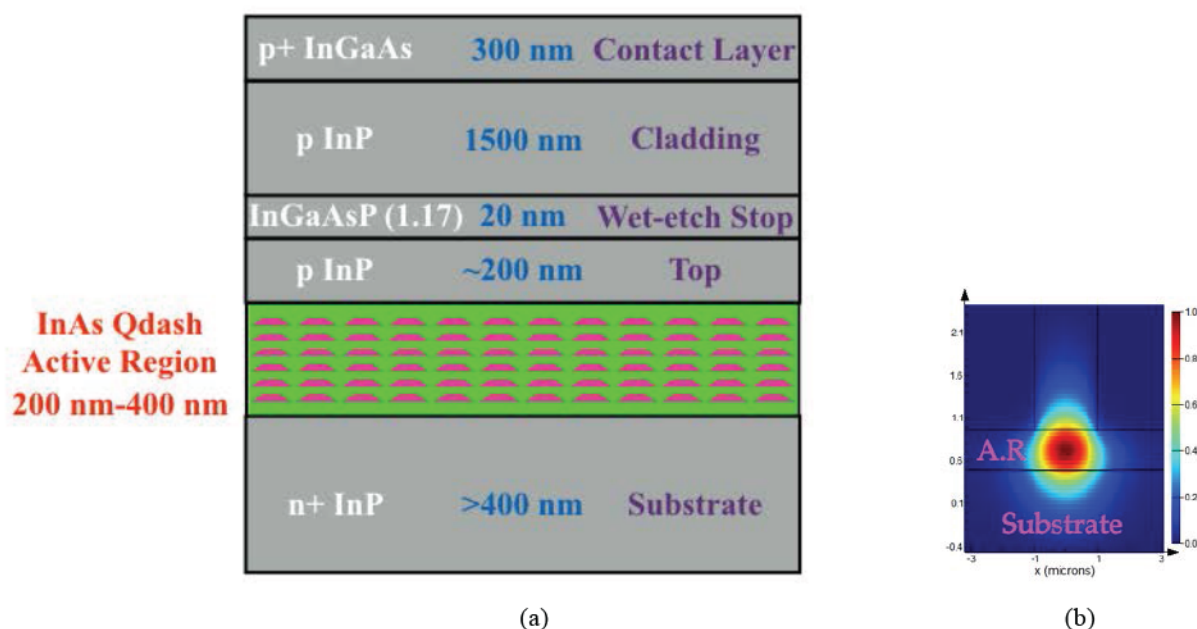 p+ InGaAs 300 nm Contact Layer
p InP 1500 nm Cladding
InGaAsP (1.17) 20 nm Wet-etch Stop
p InP ~200 nm Top
InAs Qdash
Active Region
200 nm-400 nm
n+ InP >400 nm Substrate
(a)
2.1
1.5
1.1
0.5
0.1
-0.4
A.R
Substrate
-3 -1 1 3
x (microns)
1.0
0.8
0.6
0.4
0.2
0.0
(b)